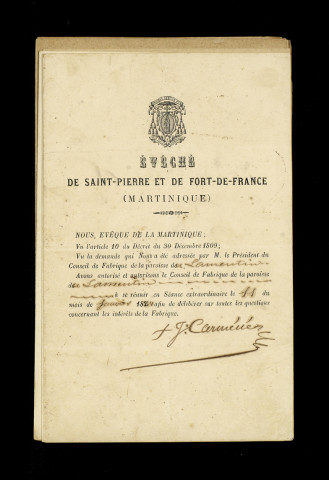 ÉVÊCHÉ
DE SAINT-PIERRE ET DE FORT-DE-FRANCE
(MARTINIQUE)
NOUS, EVÊQUE DE LA MARTINIQUE;
Vu l'article 10 du Décret du 30 Décembre 1809;
Vu la demande qui Nous a été adressée par M. le Président du
Conseil de Fabrique de la paroisse du Lamentin
Avons autorisé et autorisons le Conseil de Fabrique de la paroisse
du Lamentin
à se réunir en Séance extraordinaire le 11 du
mois de afin de délibérer sur toutes les questions
concernant les intérêts de la Fabrique.
+ J. Carméné